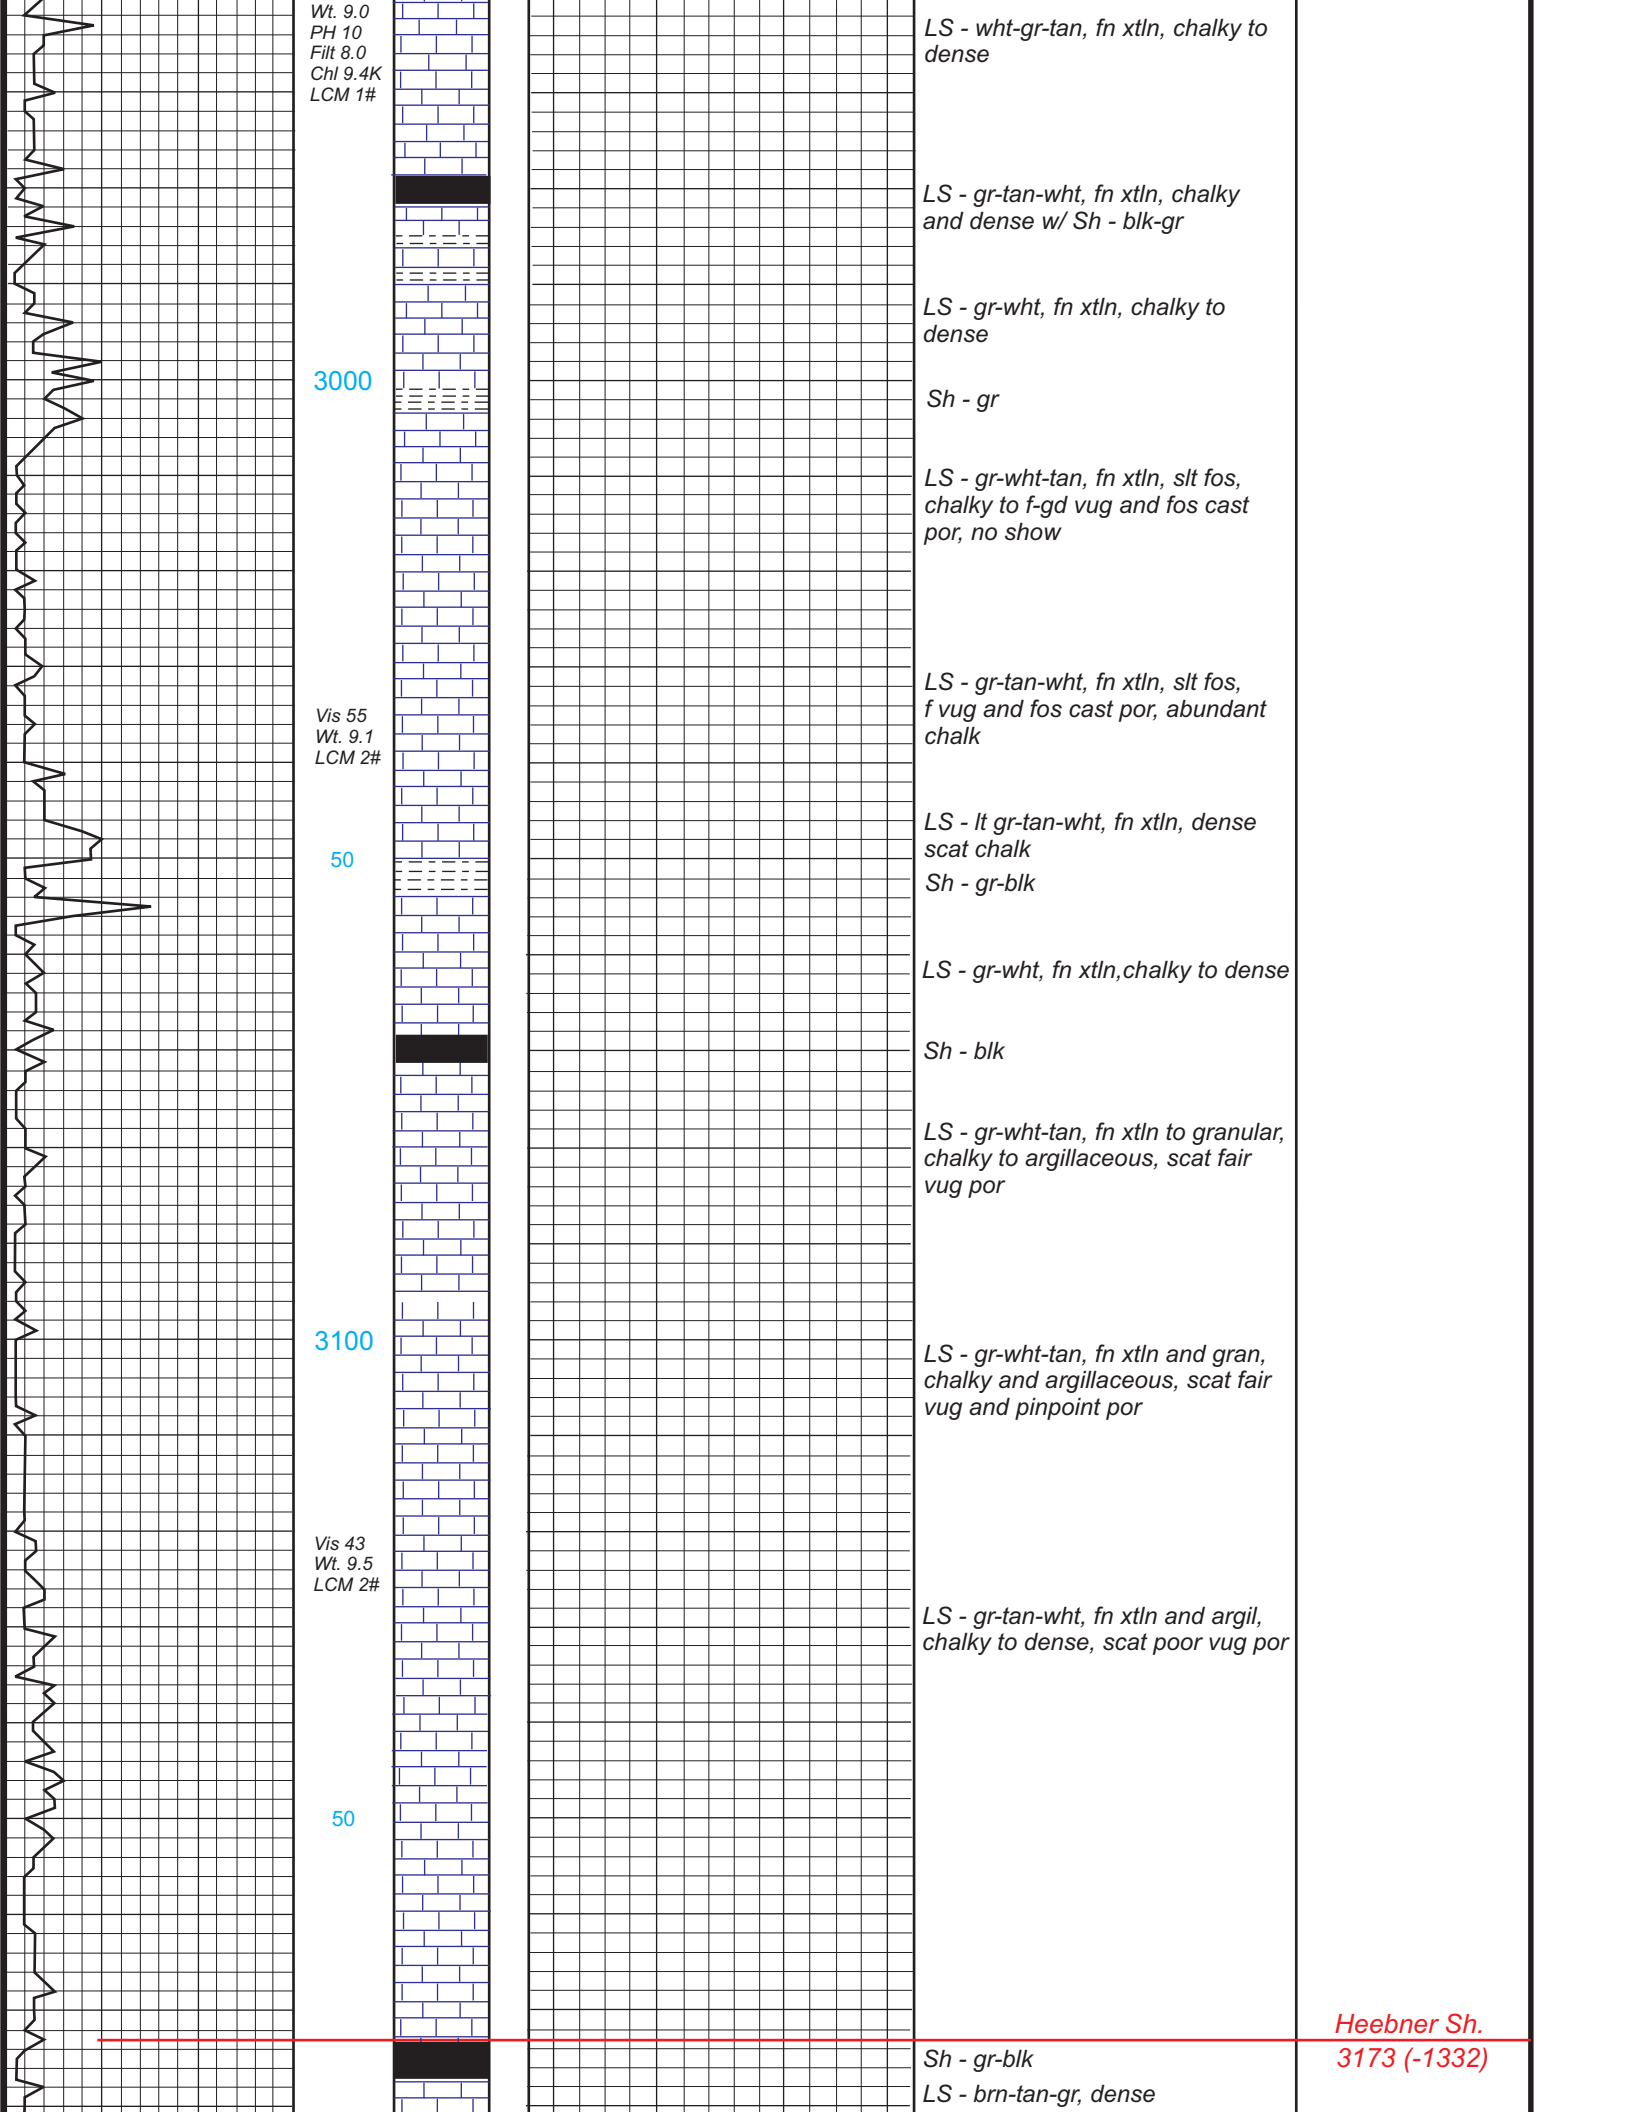 Wt. 9.0
PH 10
Filt 8.0
Chl 9.4K
LCM 1#
LS - wht-gr-tan, fn xtln, chalky to
dense
LS - gr-tan-wht, fn xtln, chalky
and dense w/ Sh - blk-gr
LS - gr-wht, fn xtln, chalky to
dense
3000
Sh - gr
LS - gr-wht-tan, fn xtln, slt fos,
chalky to f-gd vug and fos cast
por, no show
LS - gr-tan-wht, fn xtln, slt fos,
f vug and fos cast por, abundant
chalk
Vis 55
Wt. 9.1
LCM 2#
LS - lt gr-tan-wht, fn xtln, dense
scat chalk
50
Sh - gr-blk
LS - gr-wht, fn xtln,chalky to dense
Sh - blk
LS - gr-wht-tan, fn xtln to granular,
chalky to argillaceous, scat fair
vug por
3100
LS - gr-wht-tan, fn xtln and gran,
chalky and argillaceous, scat fair
vug and pinpoint por
Vis 43
Wt. 9.5
LCM 2#
LS - gr-tan-wht, fn xtln and argil,
chalky to dense, scat poor vug por
50
Heebner Sh.
3173 (-1332)
Sh - gr-blk
LS - brn-tan-gr, dense